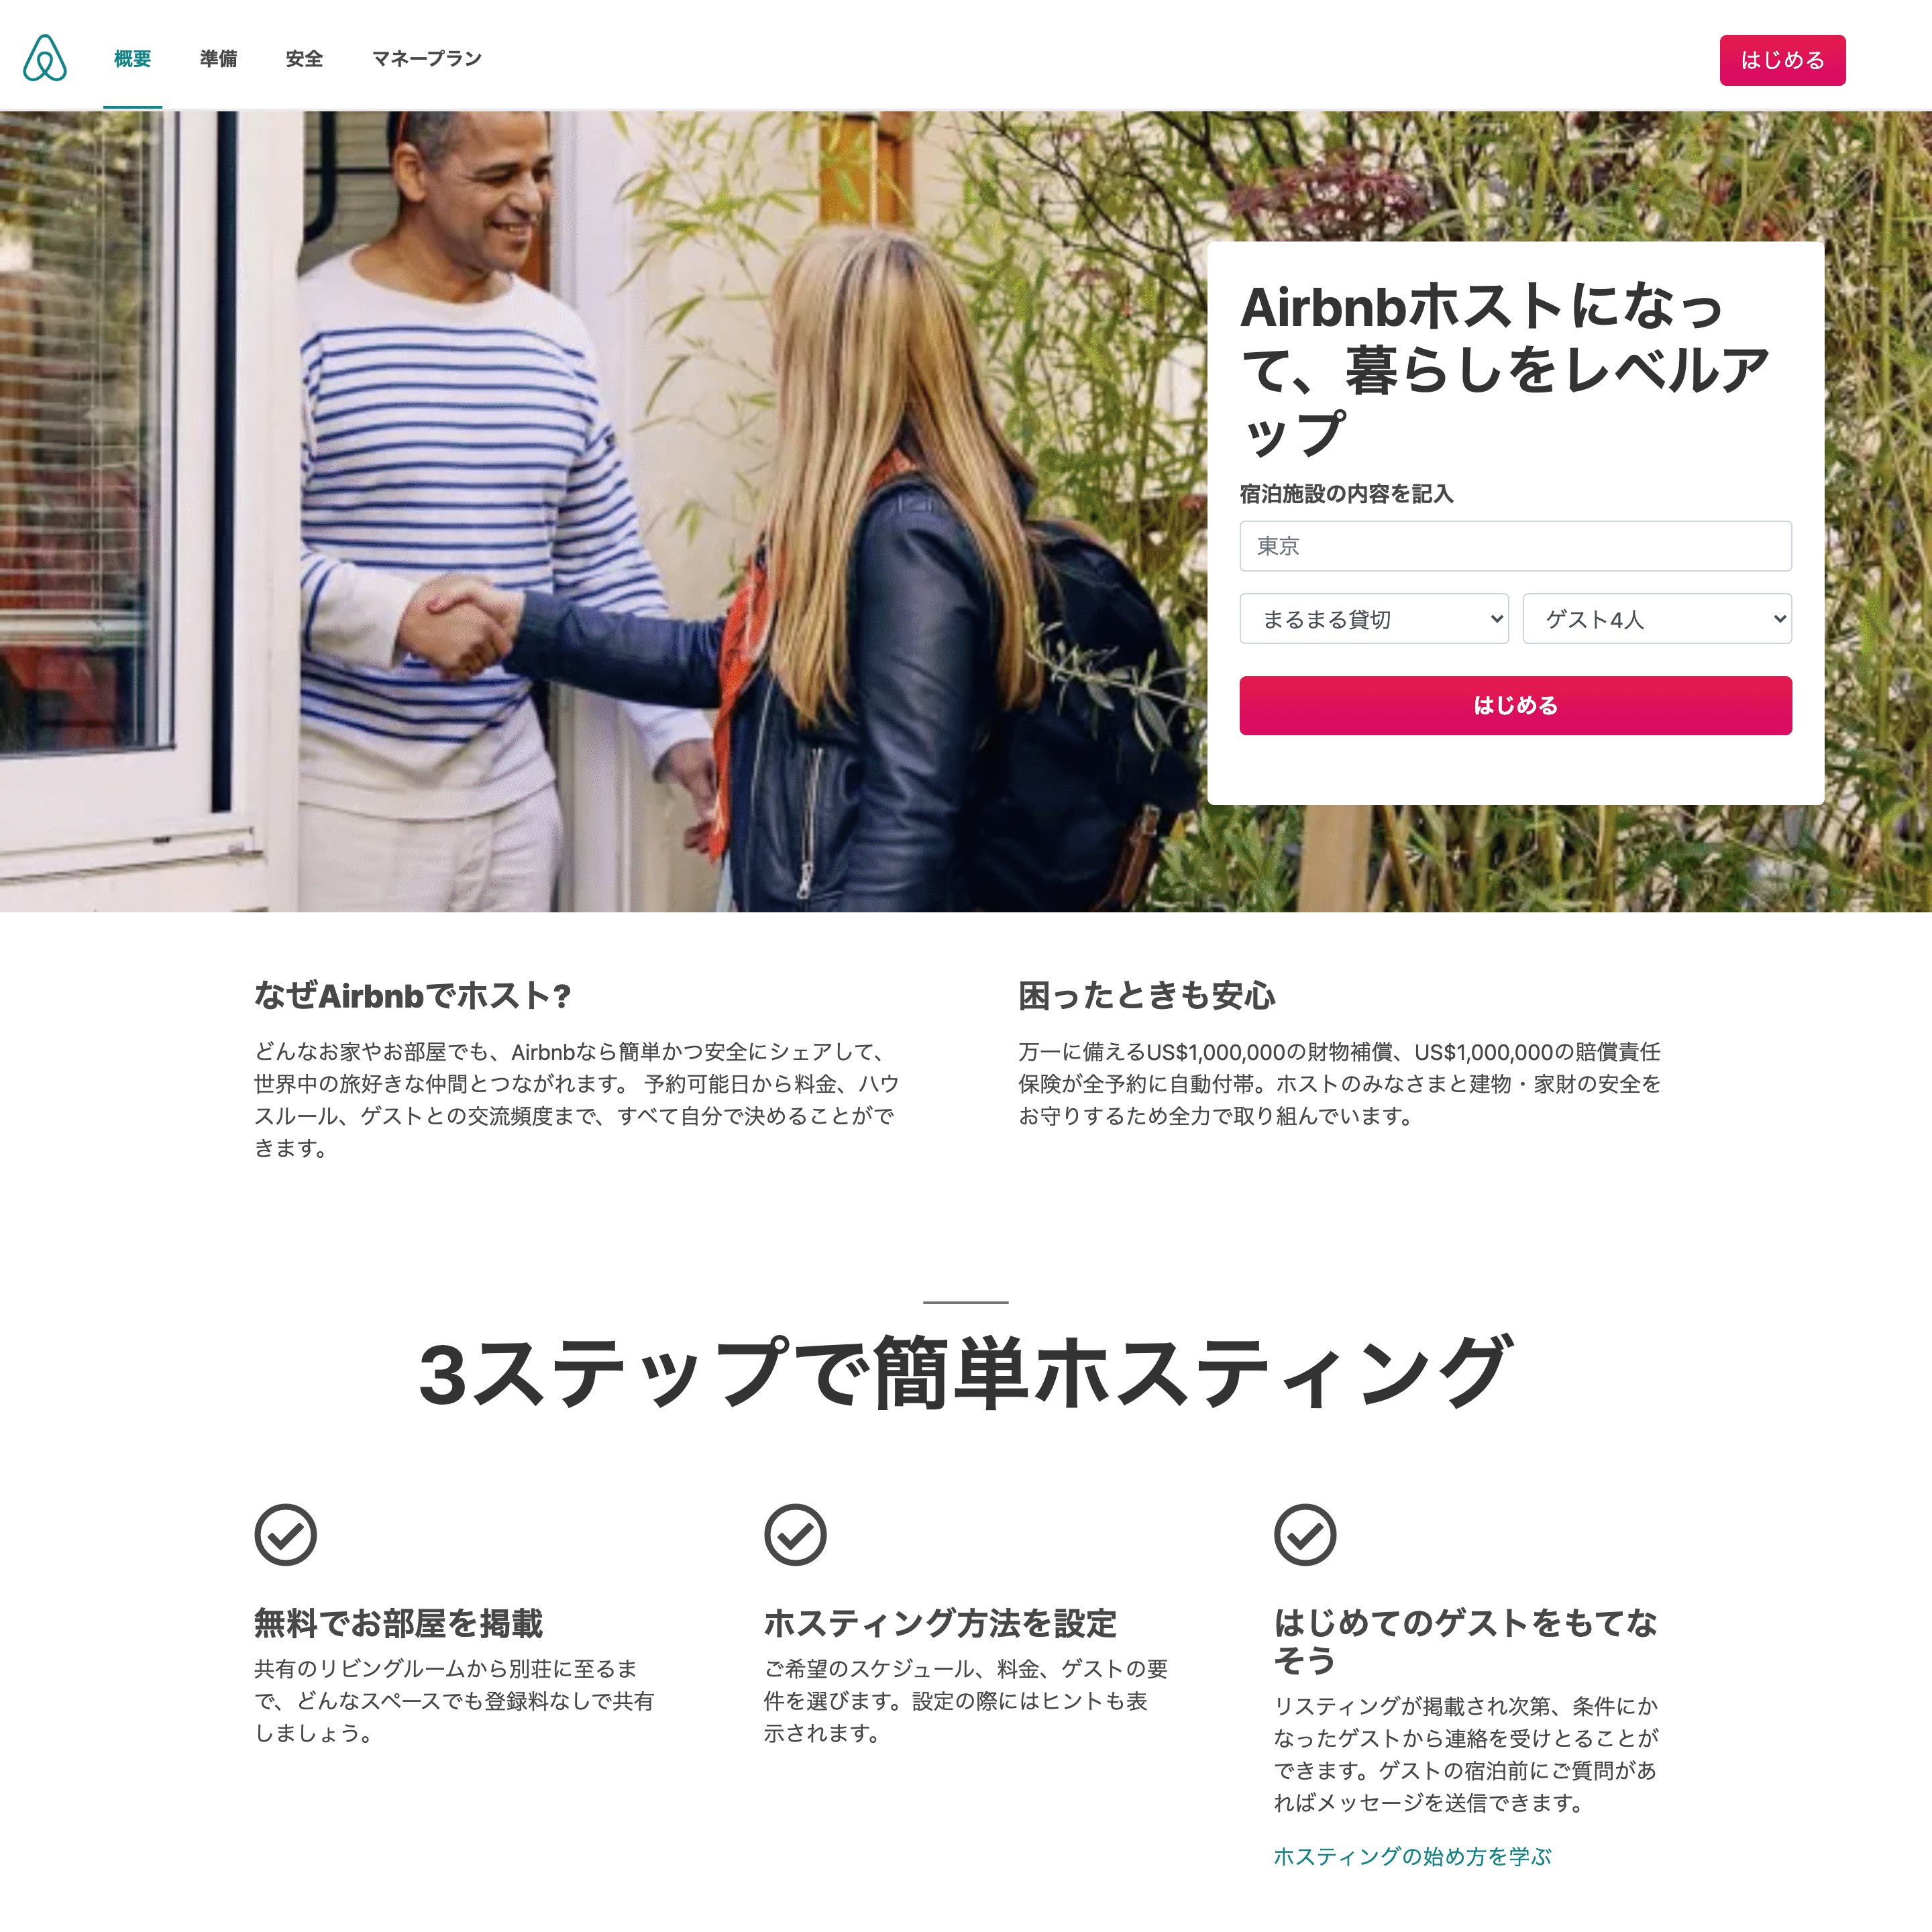 概要 準備 安全 マネープラン はじめる
Airbnbホストになっ
て、暮らしをレベルア
ップ
宿泊施設の内容を記入
東京
まるまる貸切 ゲスト4人
はじめる
なぜAirbnbでホスト?
どんなお家やお部屋でも、Airbnbなら簡単かつ安全にシェアして、
世界中の旅好きな仲間とつながれます。 予約可能日から料金、ハウ
スルール、ゲストとの交流頻度まで、すべて自分で決めることがで
きます。
困ったときも安心
万一に備えるUS$1,000,000の財物補償、US$1,000,000の賠償責任
保険が全予約に自動付帯。ホストのみなさまと建物・家財の安全を
お守りするため全力で取り組んでいます。
3ステップで簡単ホスティング
無料でお部屋を掲載
共有のリビングルームから別荘に至るま
で、どんなスペースでも登録料なしで共有
しましょう。
ホスティング方法を設定
ご希望のスケジュール、料金、ゲストの要
件を選びます。設定の際にはヒントも表
示されます。
はじめてのゲストをもてな
そう
リスティングが掲載され次第、条件にか
なったゲストから連絡を受けとることが
できます。ゲストの宿泊前にご質問があ
ればメッセージを送信できます。
ホスティングの始め方を学ぶ